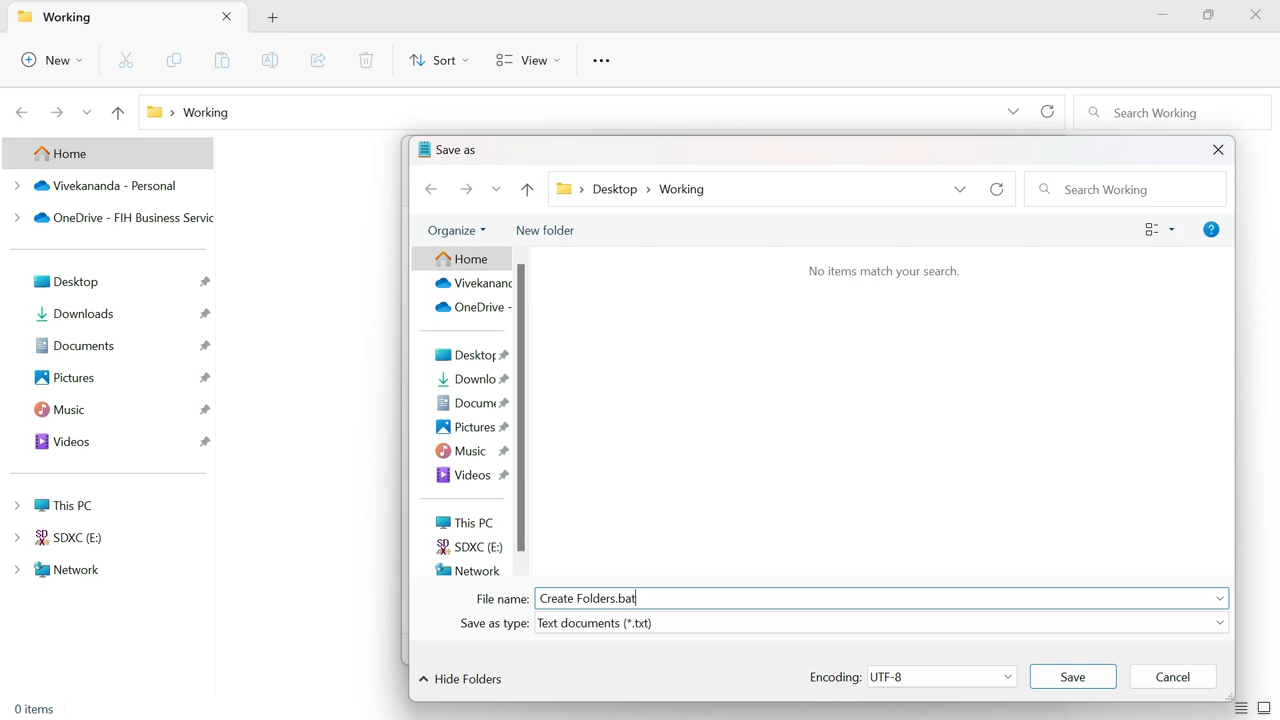 Working
New
Sort
View
Working
Search Working
Home
Vivekananda - Personal
OneDrive - FIH Business Servic
Desktop
Downloads
Documents
Pictures
Music
Videos
This PC
SDXC (E:)
Network
0 items
Save as
Desktop
Working
Search Working
Organize
New folder
?
Home
Vivekanand
OneDrive -
Desktop
Downlo
Docume
Pictures
Music
Videos
This PC
SDXC (E:)
Network
No items match your search.
File name: Create Folders.bat
Save as type: Text documents (*.txt)
Hide Folders
Encoding: UTF-8
Save
Cancel